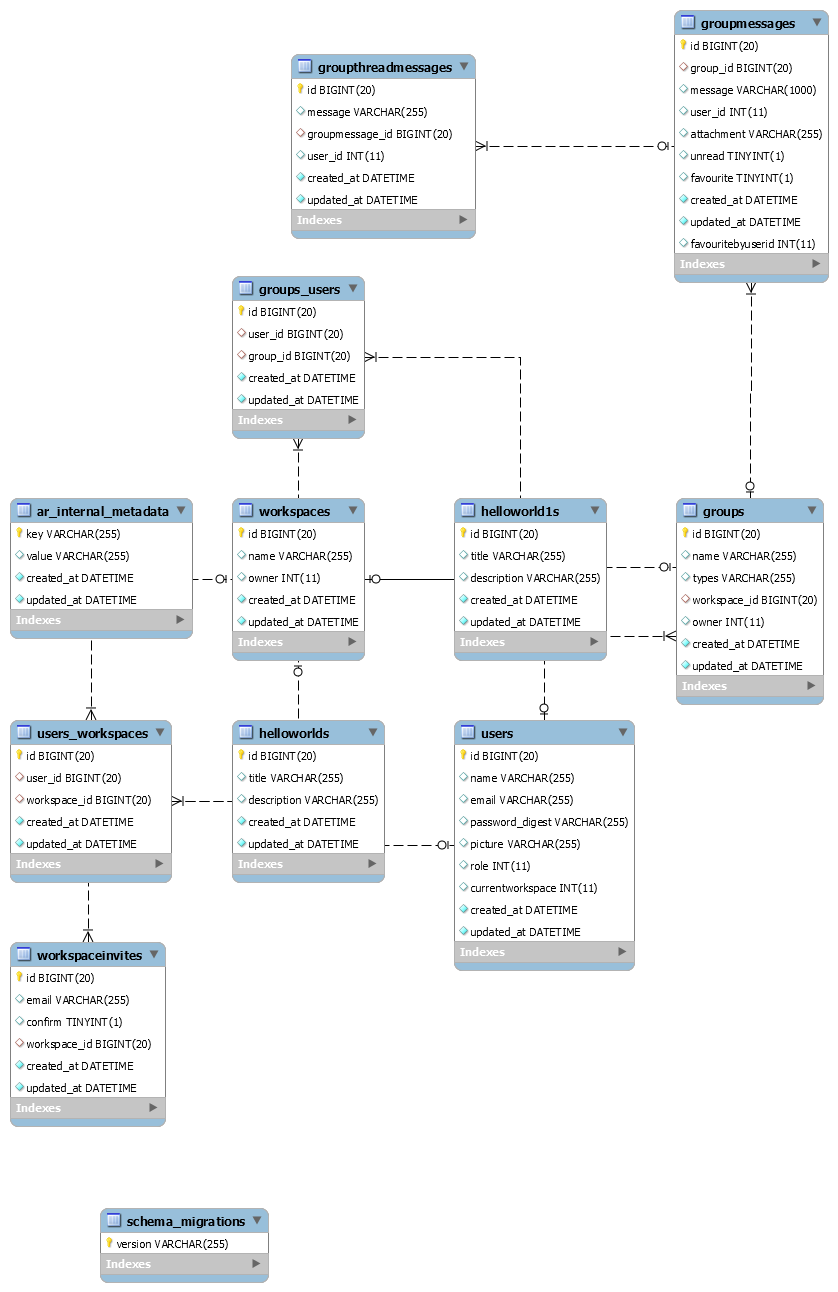 groupmessages
id BIGINT(20)
group_id BIGINT(20)
message VARCHAR(1000)
user_id INT(11)
attachment VARCHAR(255)
unread TINYINT(1)
favourite TINYINT(1)
created_at DATETIME
updated_at DATETIME
favouritebyuserid INT(11)
Indexes
groupthreadmessages
id BIGINT(20)
message VARCHAR(255)
groupmessage_id BIGINT(20)
user_id INT(11)
created_at DATETIME
updated_at DATETIME
Indexes
groups_users
id BIGINT(20)
user_id BIGINT(20)
group_id BIGINT(20)
created_at DATETIME
updated_at DATETIME
Indexes
ar_internal_metadata
key VARCHAR(255)
value VARCHAR(255)
created_at DATETIME
updated_at DATETIME
Indexes
workspaces
id BIGINT(20)
name VARCHAR(255)
owner INT(11)
created_at DATETIME
updated_at DATETIME
Indexes
helloworld1s
id BIGINT(20)
title VARCHAR(255)
description VARCHAR(255)
created_at DATETIME
updated_at DATETIME
Indexes
groups
id BIGINT(20)
name VARCHAR(255)
types VARCHAR(255)
workspace_id BIGINT(20)
owner INT(11)
created_at DATETIME
updated_at DATETIME
Indexes
users_workspaces
id BIGINT(20)
user_id BIGINT(20)
workspace_id BIGINT(20)
created_at DATETIME
updated_at DATETIME
Indexes
helloworlds
id BIGINT(20)
title VARCHAR(255)
description VARCHAR(255)
created_at DATETIME
updated_at DATETIME
Indexes
users
id BIGINT(20)
name VARCHAR(255)
email VARCHAR(255)
password_digest VARCHAR(255)
picture VARCHAR(255)
role INT(11)
currentworkspace INT(11)
created_at DATETIME
updated_at DATETIME
Indexes
workspaceinvites
id BIGINT(20)
email VARCHAR(255)
confirm TINYINT(1)
workspace_id BIGINT(20)
created_at DATETIME
updated_at DATETIME
Indexes
schema_migrations
version VARCHAR(255)
Indexes